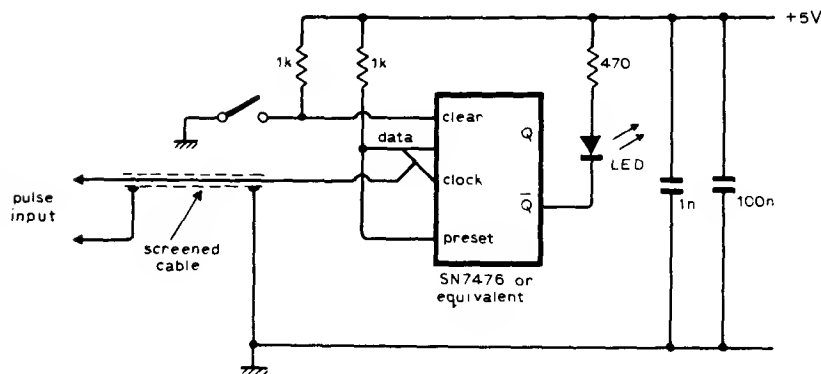 +5V
1k
1k
470
clear
Q
data
LED
clock
pulse
input
Q̅
1n
100n
screened
cable
preset
SN7476 or
equivalent